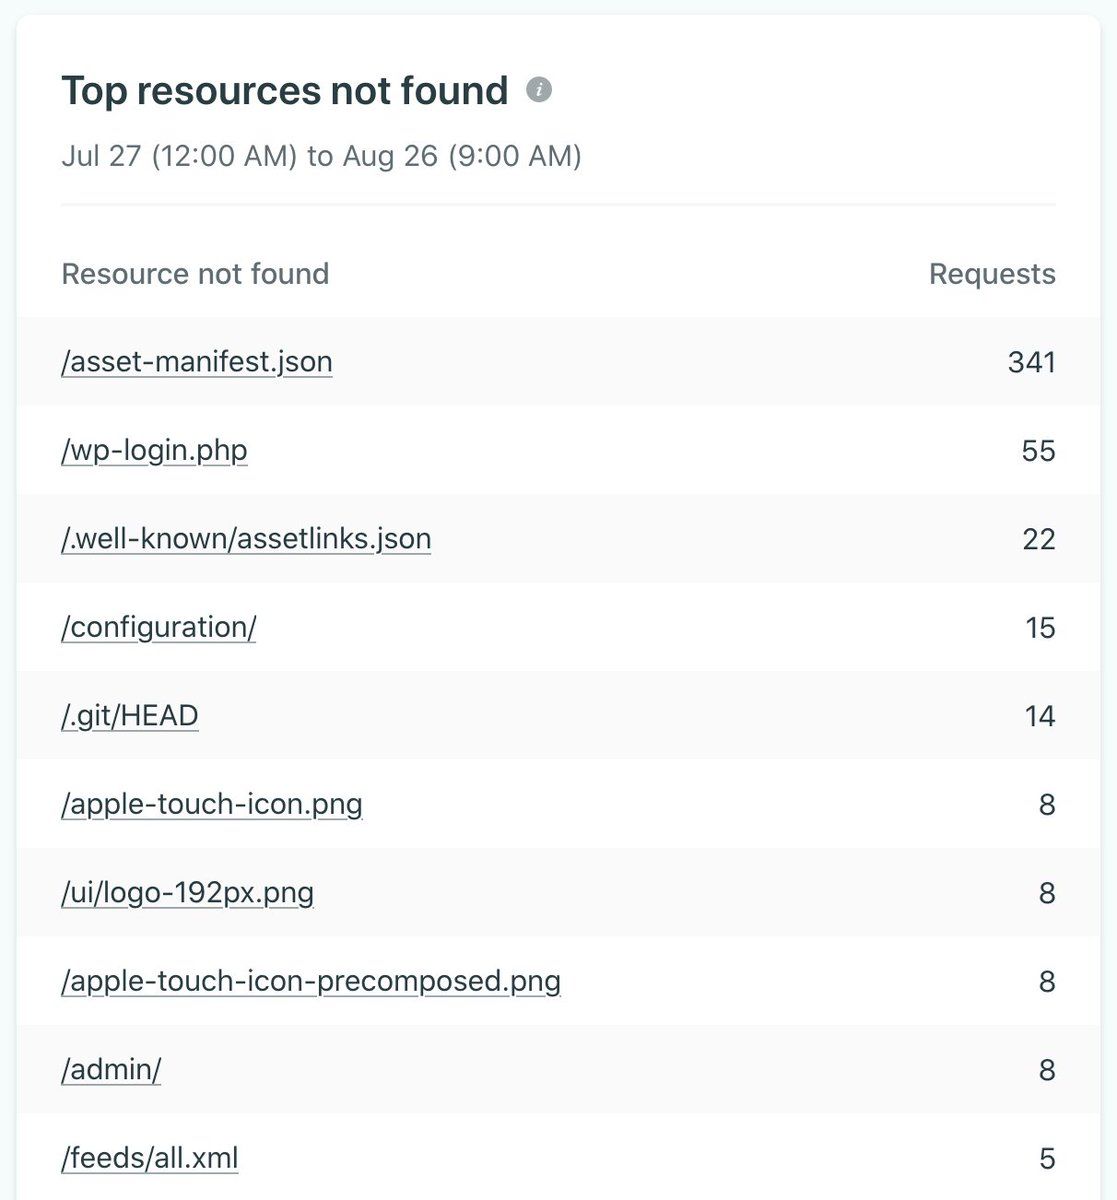 Top resources not found
Jul 27 (12:00 AM) to Aug 26 (9:00 AM)
Resource not found Requests
/asset-manifest.json 341
/wp-login.php 55
/.well-known/assetlinks.json 22
/configuration/ 15
/.git/HEAD 14
/apple-touch-icon.png 8
/ui/logo-192px.png 8
/apple-touch-icon-precomposed.png 8
/admin/ 8
/feeds/all.xml 5